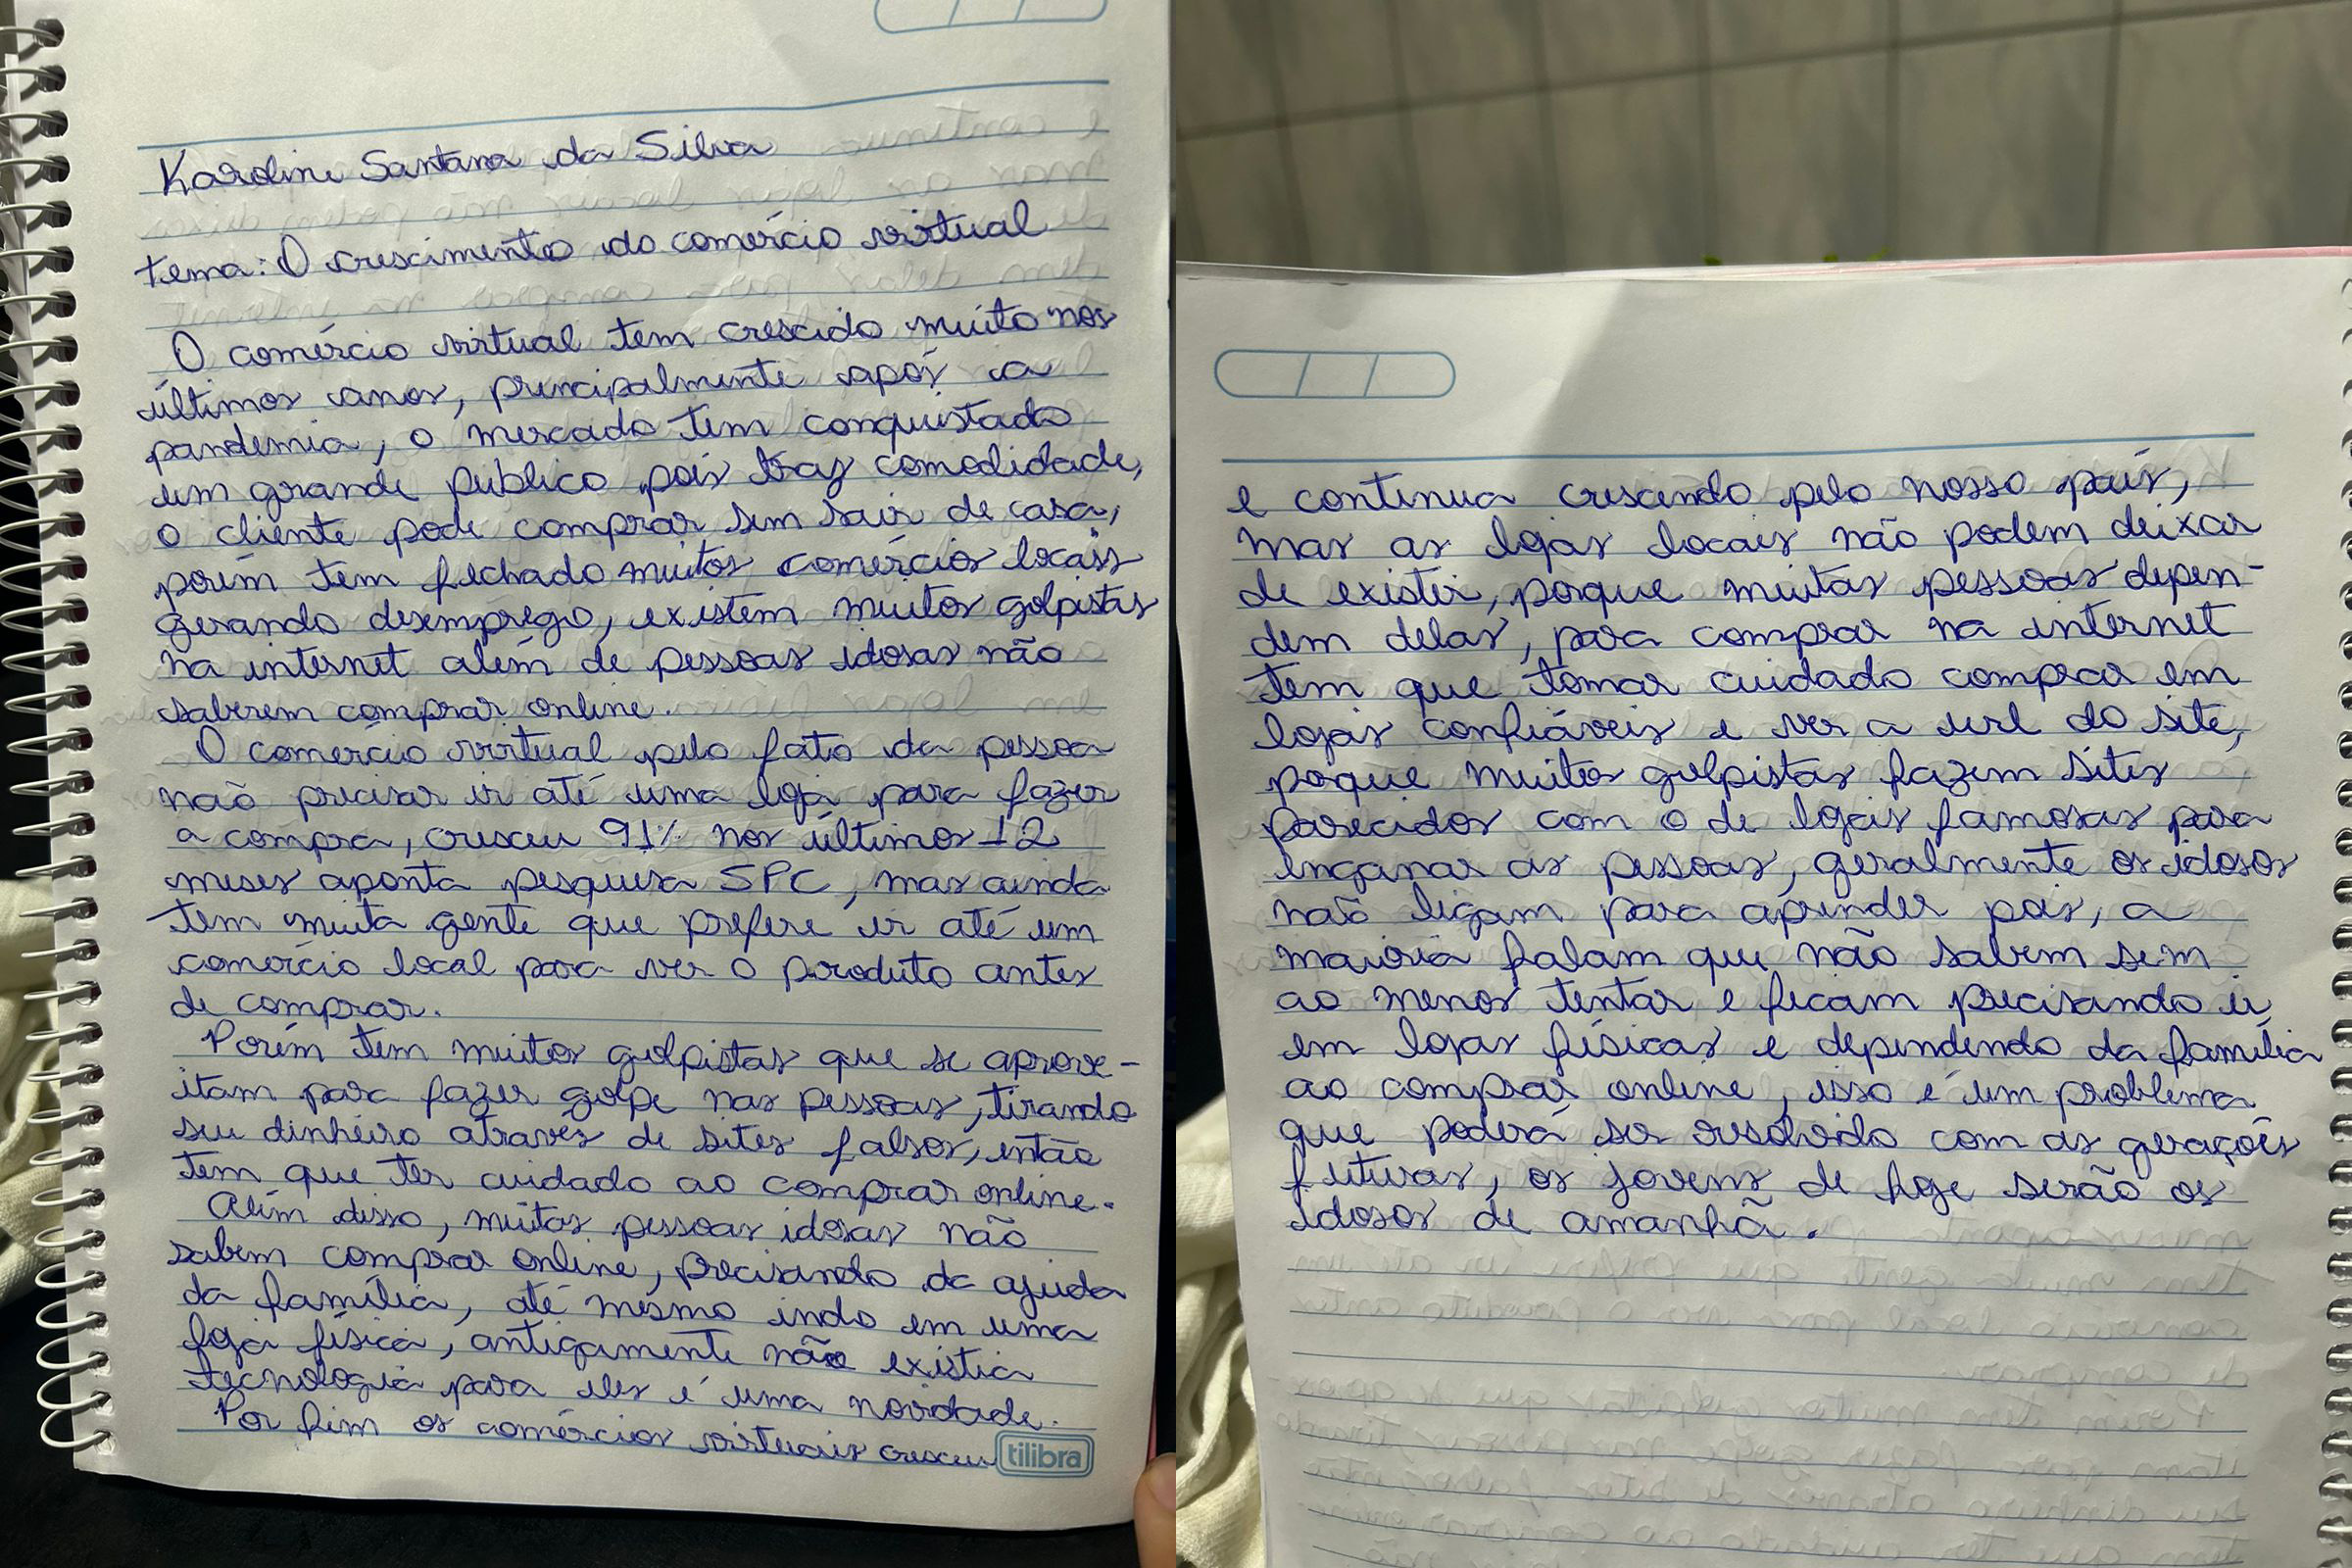 Karoline Santana da Silva
tema: O crescimento do comércio virtual
O comércio virtual tem crescido muito nos
últimos anos, principalmente após a
pandemia, o mercado tem conquistado
um grande publico pois traz comodidade,
o cliente pode comprar sem sair de casa,
porém tem fechado muitos comércios locais
gerando desemprego, existem muitos golpistas
na internet além de pessoas idosas não
saberem comprar online.
O comércio virtual pelo fato da pessoa
não precisar ir até uma loja para fazer
a compra, cresceu 91% nos últimos 12
meses aponta pesquisa SPC, mas ainda
tem muita gente que prefere ir até um
comércio local para ver o produto antes
de comprar.
Porém tem muitos golpistas que se aprove-
itam para fazer golpe nas pessoas, tirando
seu dinheiro através de sites falsos, então
tem que ter cuidado ao comprar online.
Além disso, muitas pessoas idosas não
sabem comprar online, precisando da ajuda
da família, até mesmo indo em uma
loja física, antigamente não existia
tecnologia para eles é uma novidade.
Por fim os comércios virtuais cresceu
tilibra
e continua crescendo pelo nosso país,
mas as lojas locais não podem deixar
de existir, porque muitas pessoas depen-
dem delas, para comprar na internet
tem que tomar cuidado comprar em
lojas confiáveis e ver a url do site,
porque muitos golpistas fazem sites
parecidos com o de lojas famosas para
enganar as pessoas, geralmente os idosos
não ligam para aprender pois, a
maioria falam que não sabem sem
ao menos tentar e ficam precisando ir
em lojas físicas e dependendo da família
ao comprar online, isso é um problema
que poderá ser resolvido com as gerações
futuras, os jovens de hoje serão os
idosos de amanhã.